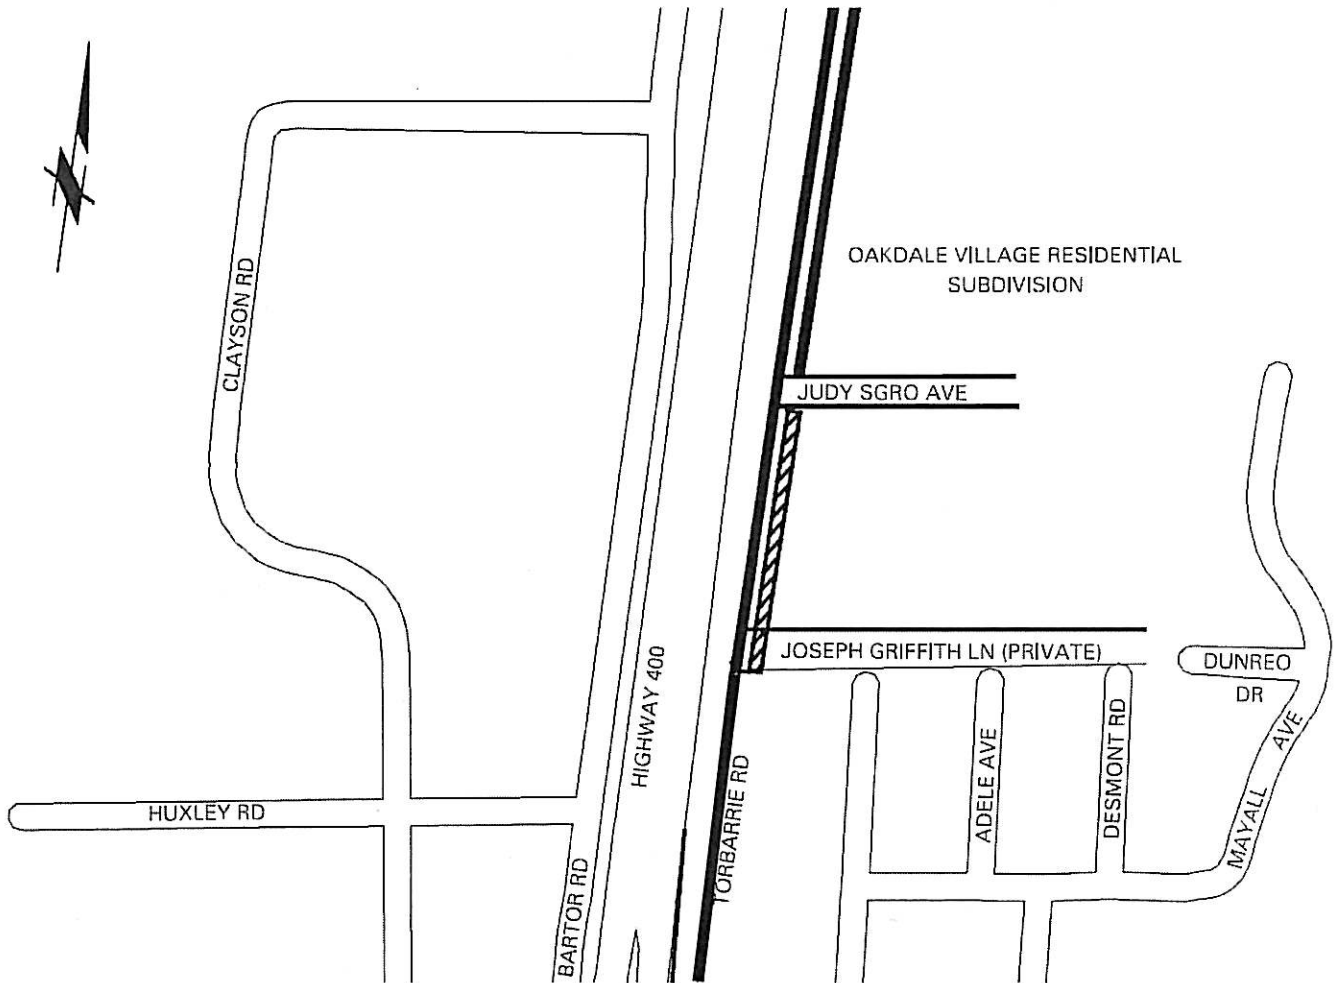 OAKDALE VILLAGE RESIDENTIAL
SUBDIVISION
CLAYSON RD
JUDY SGRO AVE
JOSEPH GRIFFITH LN (PRIVATE)
DUNREO
DR
HIGHWAY 400
ADELE AVE
DESMONT RD
MAYALL AVE
TORBARRIE RD
HUXLEY RD
BARTOR RD